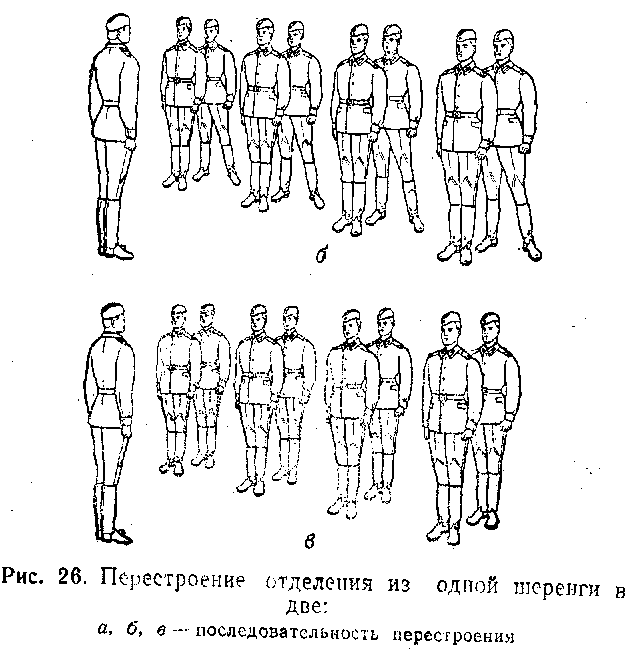 б
в
Рис. 26. Перестроение отделения из одной шеренги в
две:
а, б, в — последовательность перестроения